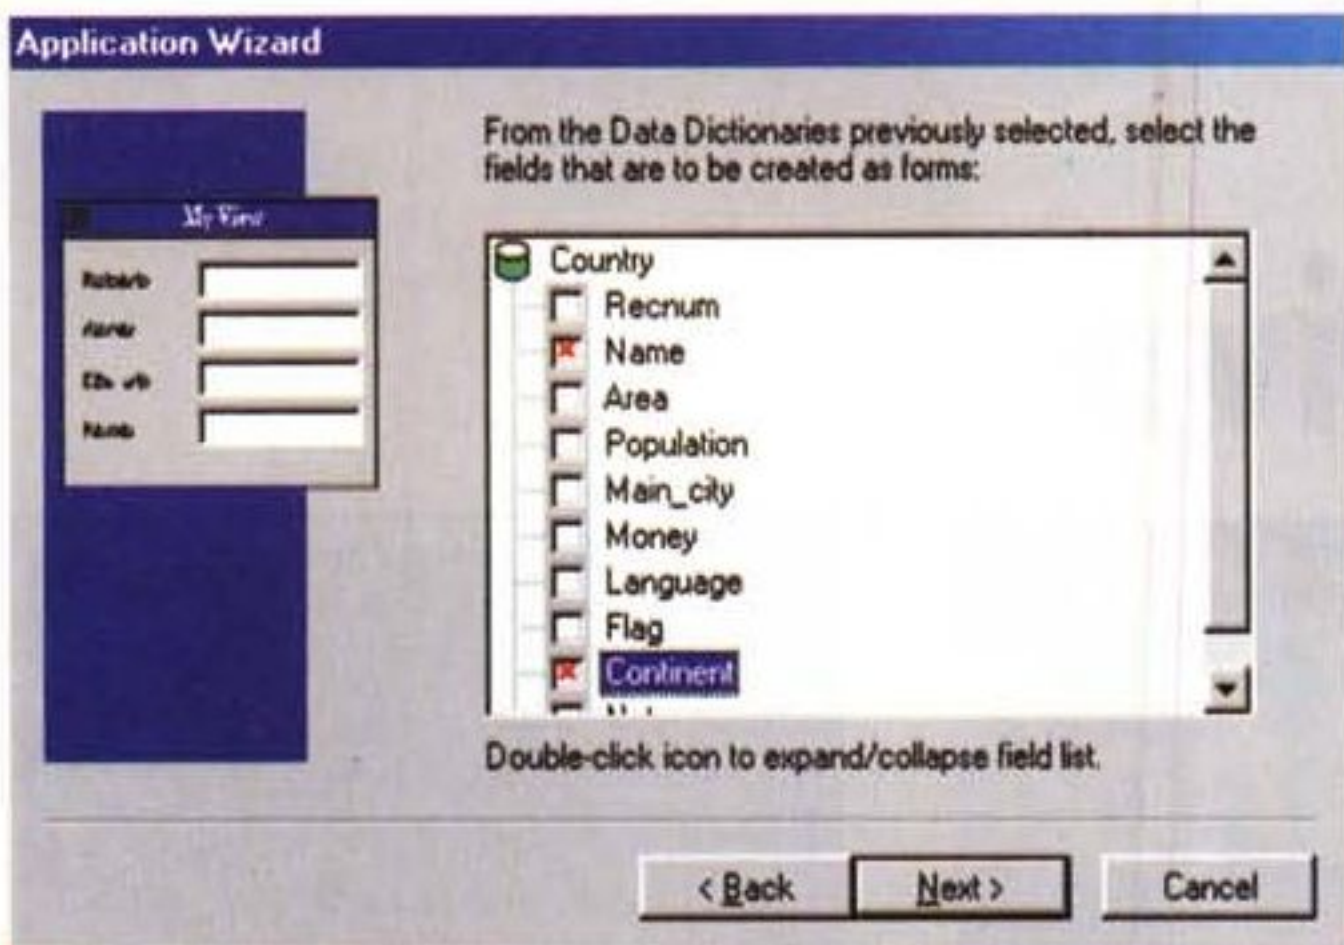 Application Wizard
From the Data Dictionaries previously selected, select the
fields that are to be created as forms:
My View
Country
Recnum
Name
Area
Population
Main_city
Money
Language
Flag
Continent
Double-click icon to expand/collapse field list.
< Back
Next >
Cancel